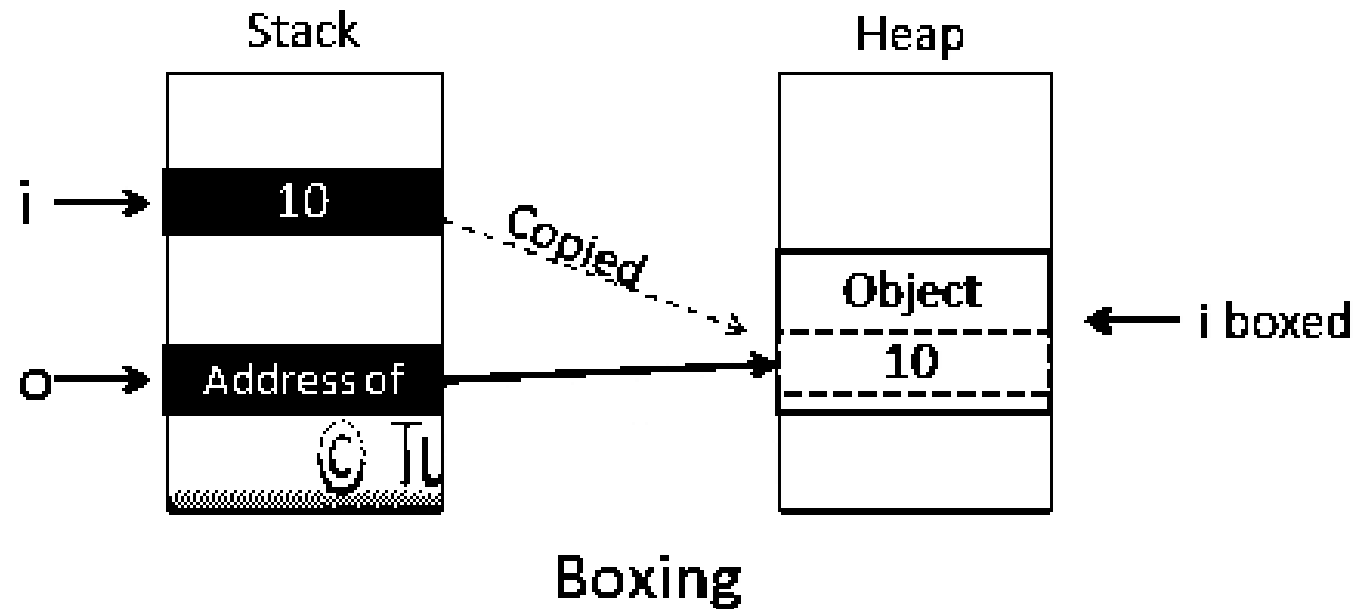 Stack
Heap
i
10
Copied
Object
i boxed
10
o
Address of
©
Boxing